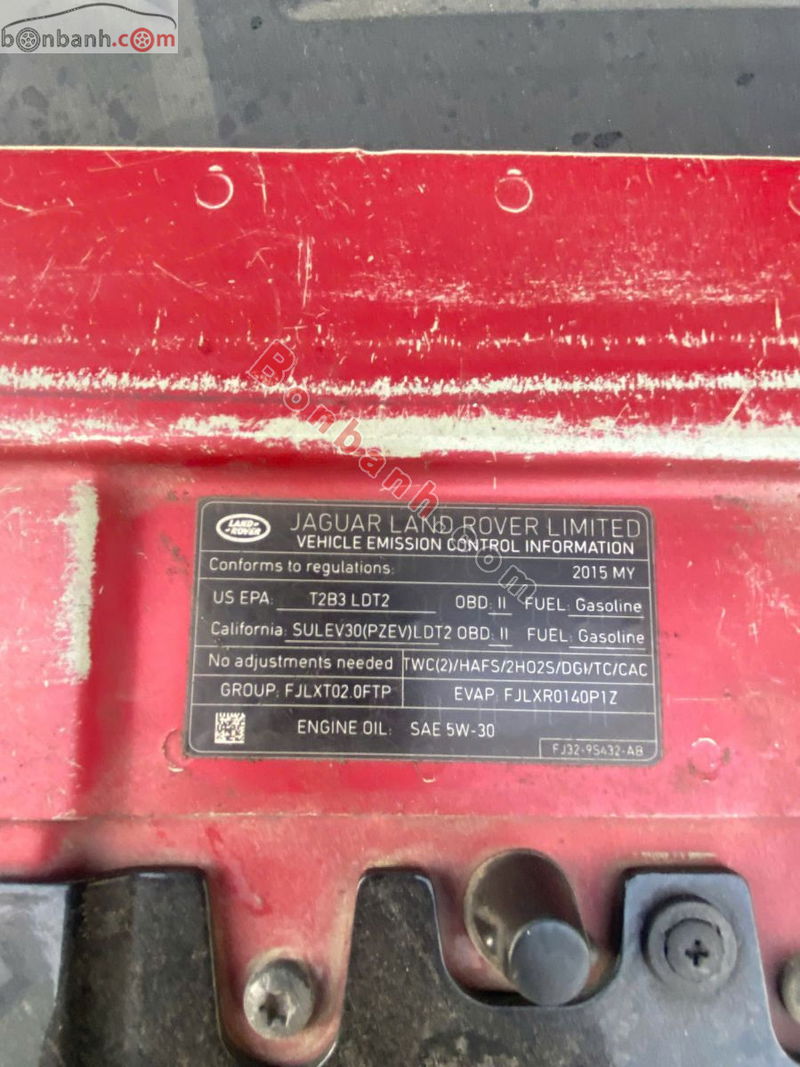 bonbanh.com
Bonbanh.com
LAND ROVER
JAGUAR LAND ROVER LIMITED
VEHICLE EMISSION CONTROL INFORMATION
Conforms to regulations: 2015 MY
US EPA: T2B3 LDT2 OBD: II FUEL: Gasoline
California: SULEV30(PZEV)LDT2 OBD: II FUEL: Gasoline
No adjustments needed TWC(2)/HAFS/2HO2S/DGI/TC/CAC
GROUP: FJLXT02.0FTP EVAP: FJLXR0140P1Z
ENGINE OIL: SAE 5W-30
FJ32-9S432-AB